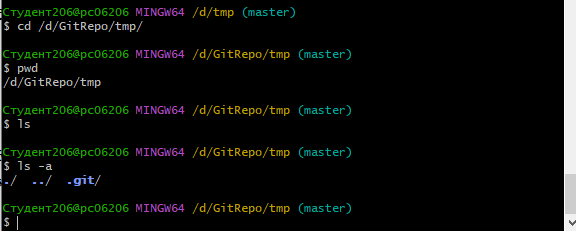 Студент206@pc06206 MINGW64 /d/tmp (master)
$ cd /d/GitRepo/tmp/
Студент206@pc06206 MINGW64 /d/GitRepo/tmp (master)
$ pwd
/d/GitRepo/tmp
Студент206@pc06206 MINGW64 /d/GitRepo/tmp (master)
$ ls
Студент206@pc06206 MINGW64 /d/GitRepo/tmp (master)
$ ls -a
./  ../  .git/
Студент206@pc06206 MINGW64 /d/GitRepo/tmp (master)
$